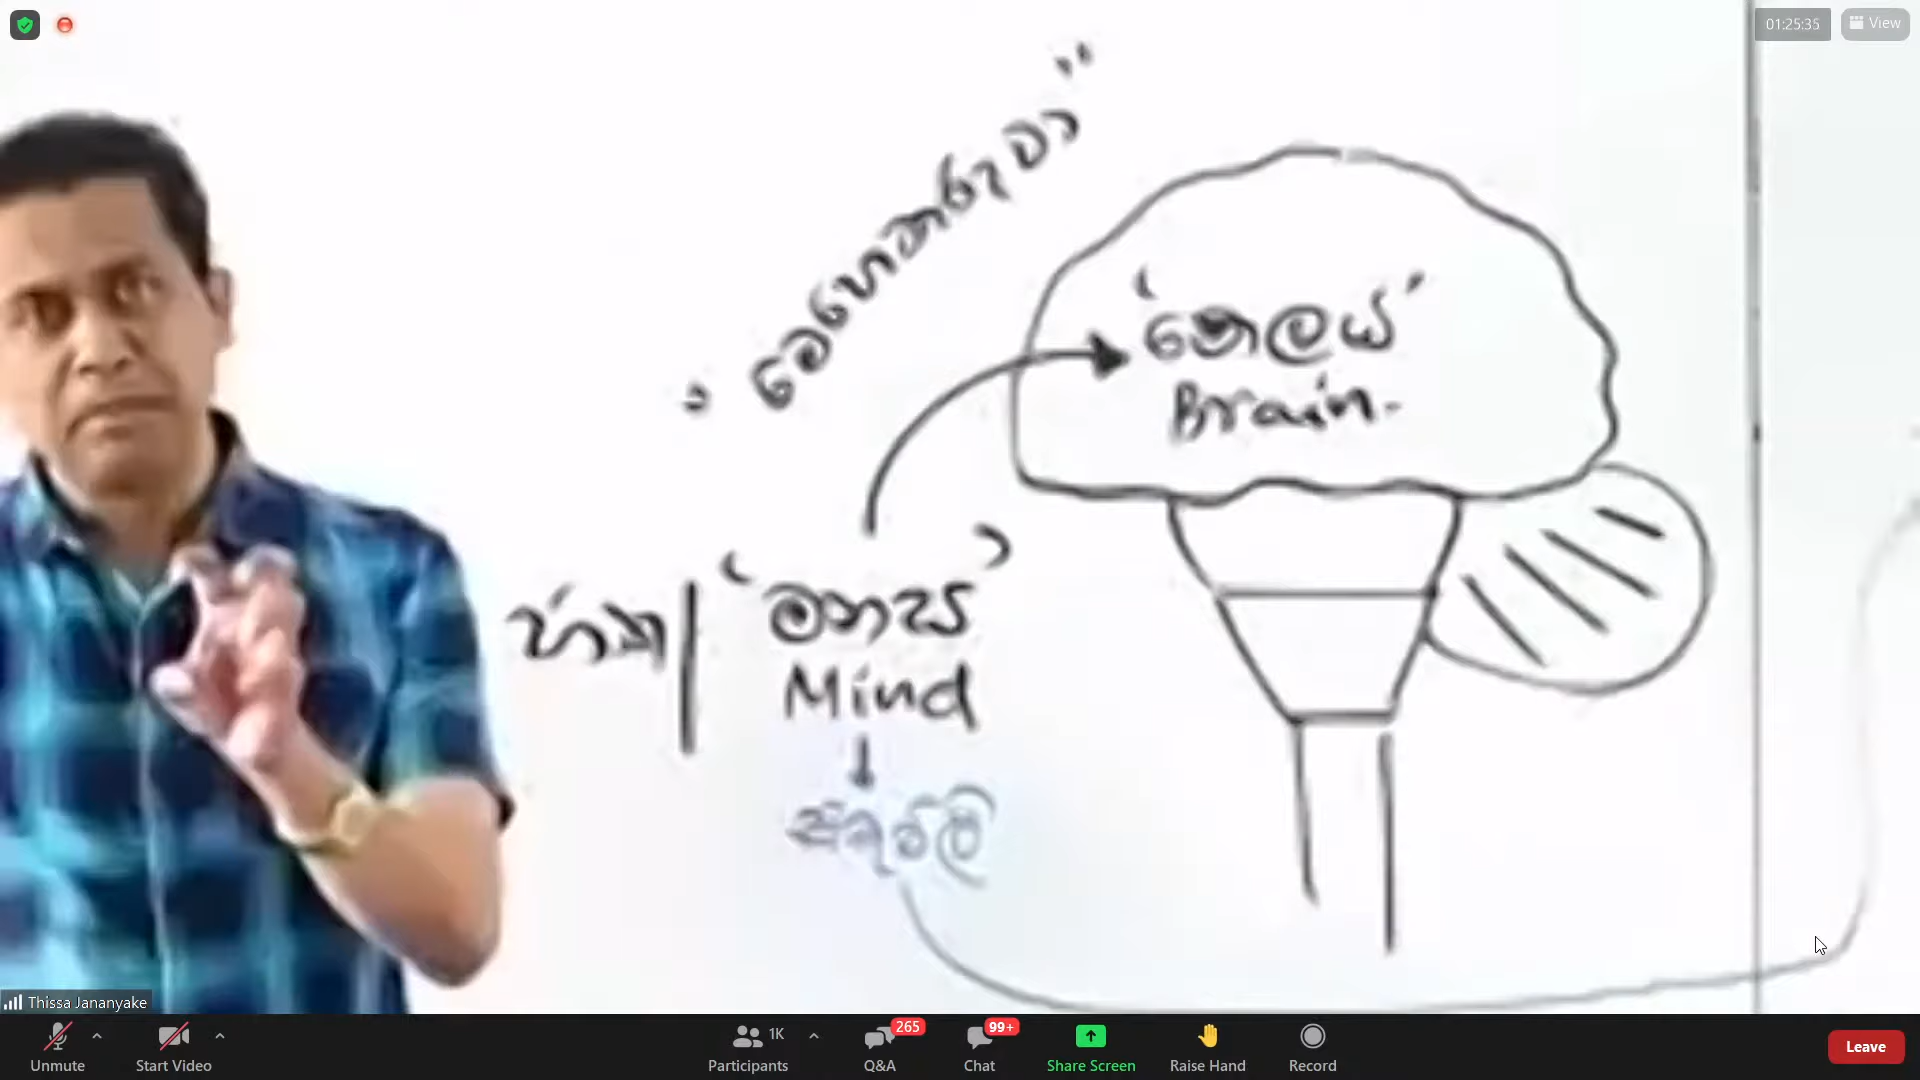 01:25:35
View
" මෙහෙකරුවා "
'මොලය'
Brain.
'මනස'
Mind
සිතුවිලි
Thissa Jananyake
Unmute
Start Video
1K
Participants
265
Q&A
99+
Chat
Share Screen
Raise Hand
Record
Leave